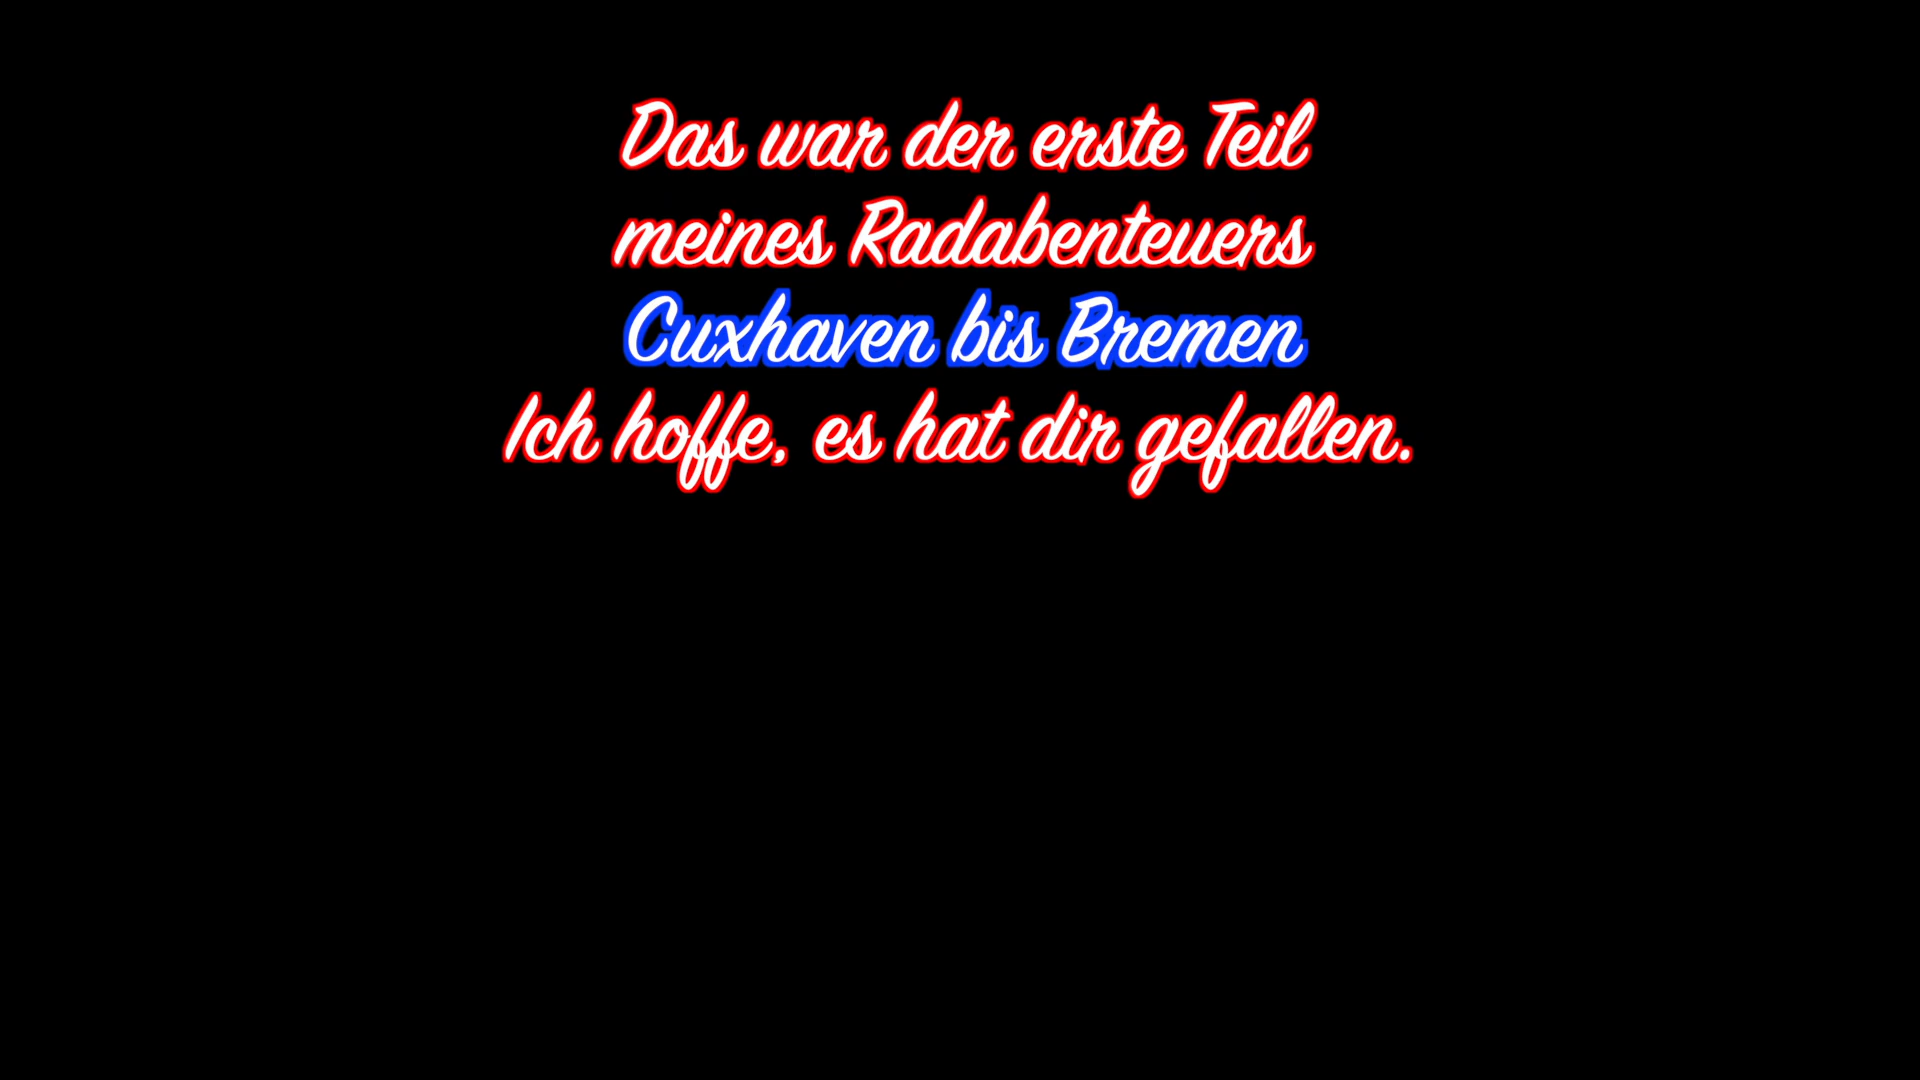 Das war der erste Teil
meines Radabenteuers
Cuxhaven bis Bremen
Ich hoffe, es hat dir gefallen.